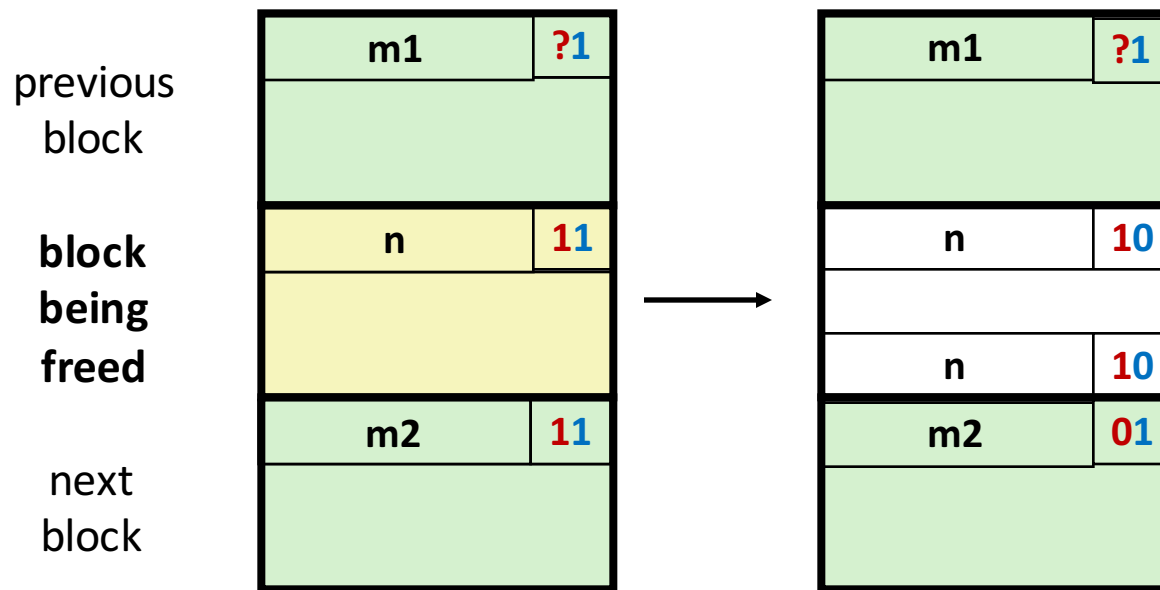 m1 ?1 m1 ?1
previous
block
n 11 n 10
block
being
freed
n 10
m2 11 m2 01
next
block